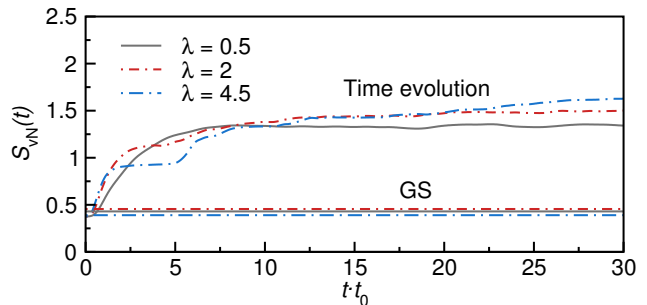 2.5
2
1.5
1
0.5
0
S_vN(t)
λ = 0.5
λ = 2
λ = 4.5
Time evolution
GS
0 5 10 15 20 25 30
t·t_0